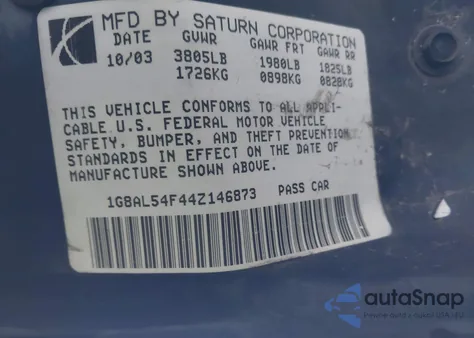 MFD BY SATURN CORPORATION
DATE GVWR GAWR FRT GAWR RR
10/03 3805LB 1980LB 1825LB
1726KG 0898KG 0828KG
THIS VEHICLE CONFORMS TO ALL APPLI-
CABLE U.S. FEDERAL MOTOR VEHICLE
SAFETY, BUMPER, AND THEFT PREVENTION
STANDARDS IN EFFECT ON THE DATE OF
MANUFACTURE SHOWN ABOVE.
1G8AL54F44Z146873 PASS CAR
autoSnap